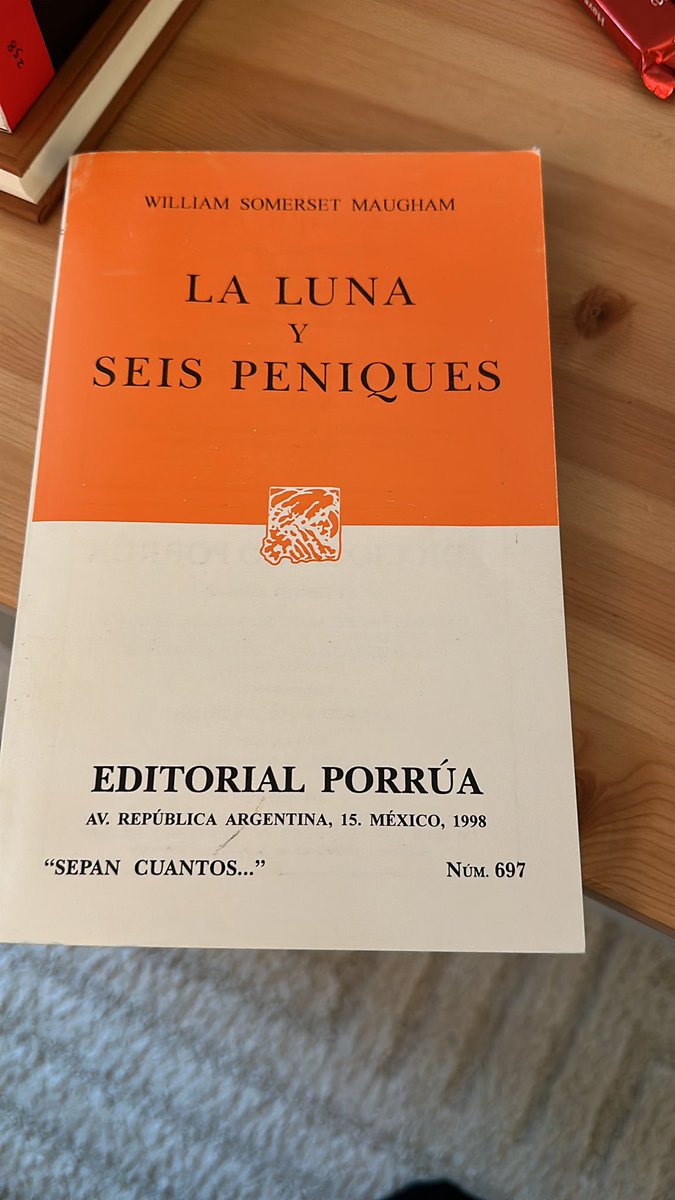 258
WILLIAM SOMERSET MAUGHAM
LA LUNA
Y
SEIS PENIQUES
EDITORIAL PORRÚA
AV. REPÚBLICA ARGENTINA, 15. MÉXICO, 1998
“SEPAN CUANTOS...”
NÚM. 697